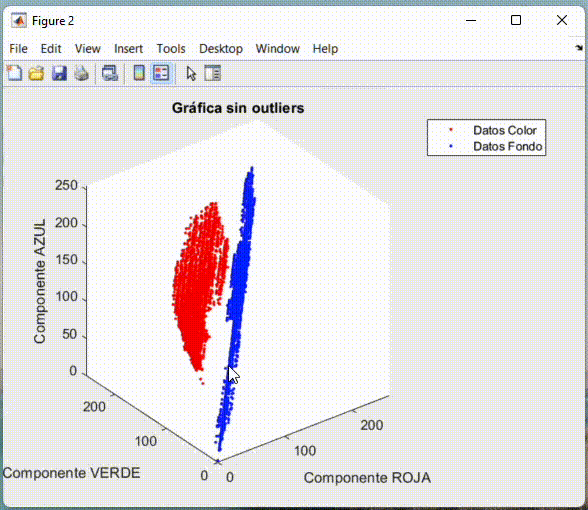 Figure 2
File Edit View Insert Tools Desktop Window Help
Gráfica sin outliers
Datos Color
Datos Fondo
Componente AZUL
250
200
150
100
50
0
200
100
0
Componente VERDE
0
100
200
Componente ROJA